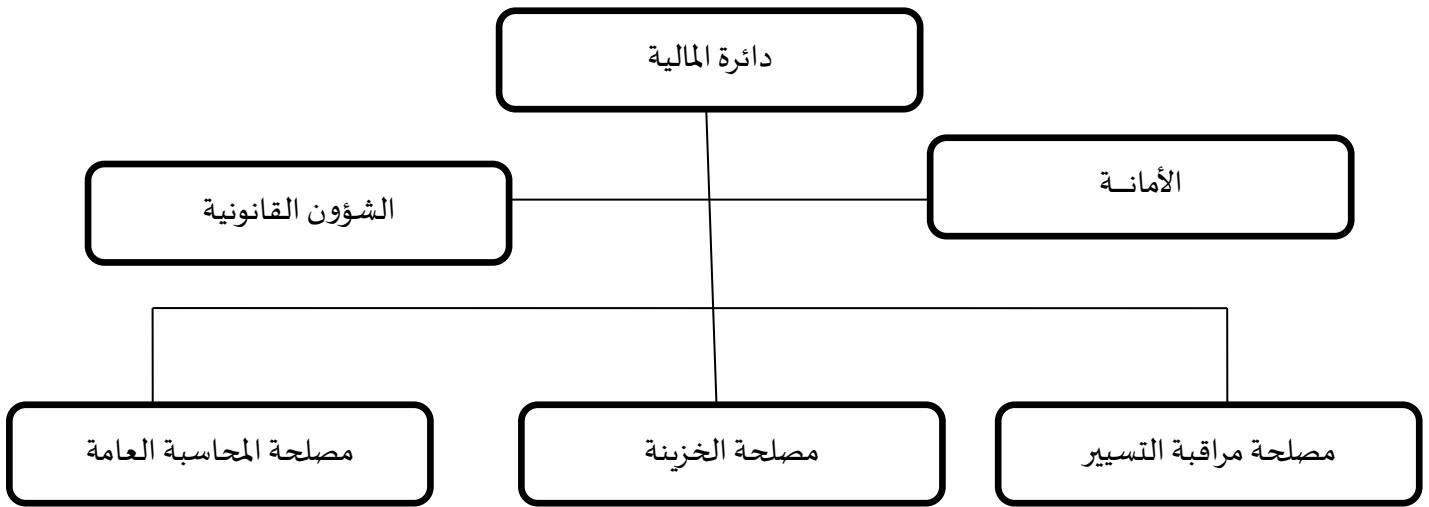 دائرة المالية
الأمانــة
الشؤون القانونية
مصلحة مراقبة التسيير
مصلحة الخزينة
مصلحة المحاسبة العامة